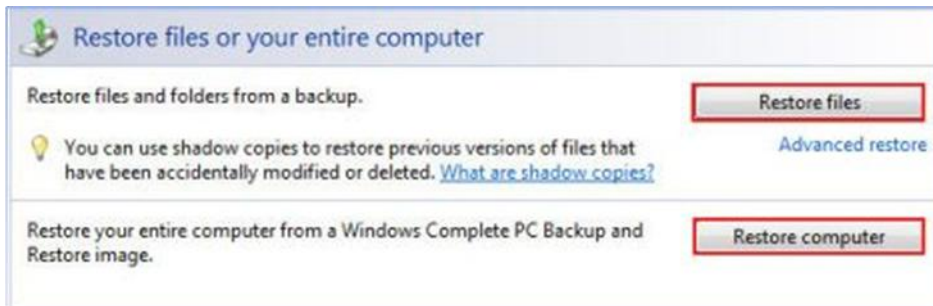 Restore files or your entire computer
Restore files and folders from a backup.
Restore files
You can use shadow copies to restore previous versions of files that
have been accidentally modified or deleted. What are shadow copies?
Advanced restore
Restore your entire computer from a Windows Complete PC Backup and
Restore image.
Restore computer